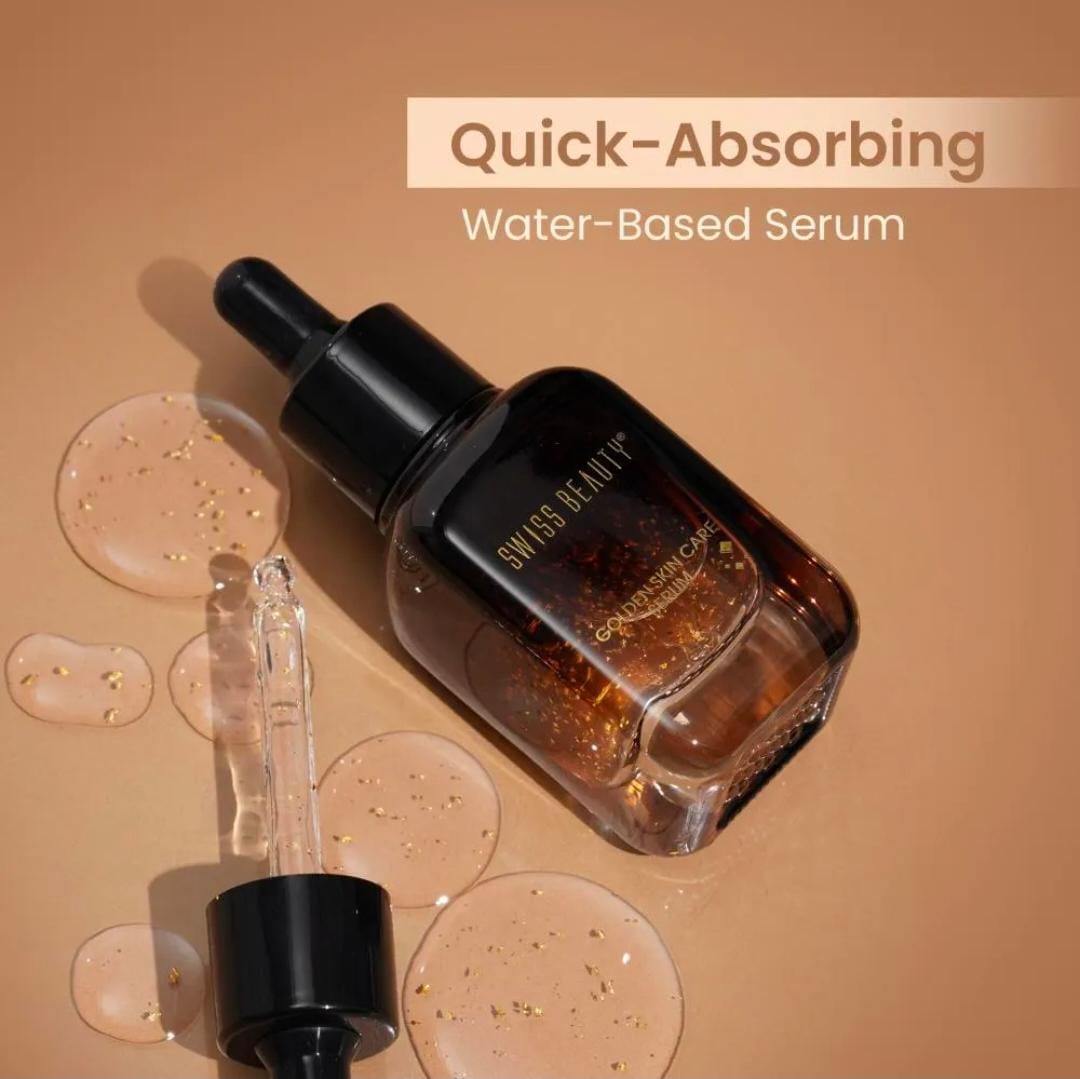 Quick-Absorbing
Water-Based Serum
SWISS BEAUTY®
GOLDEN SKIN CARE
SERUM